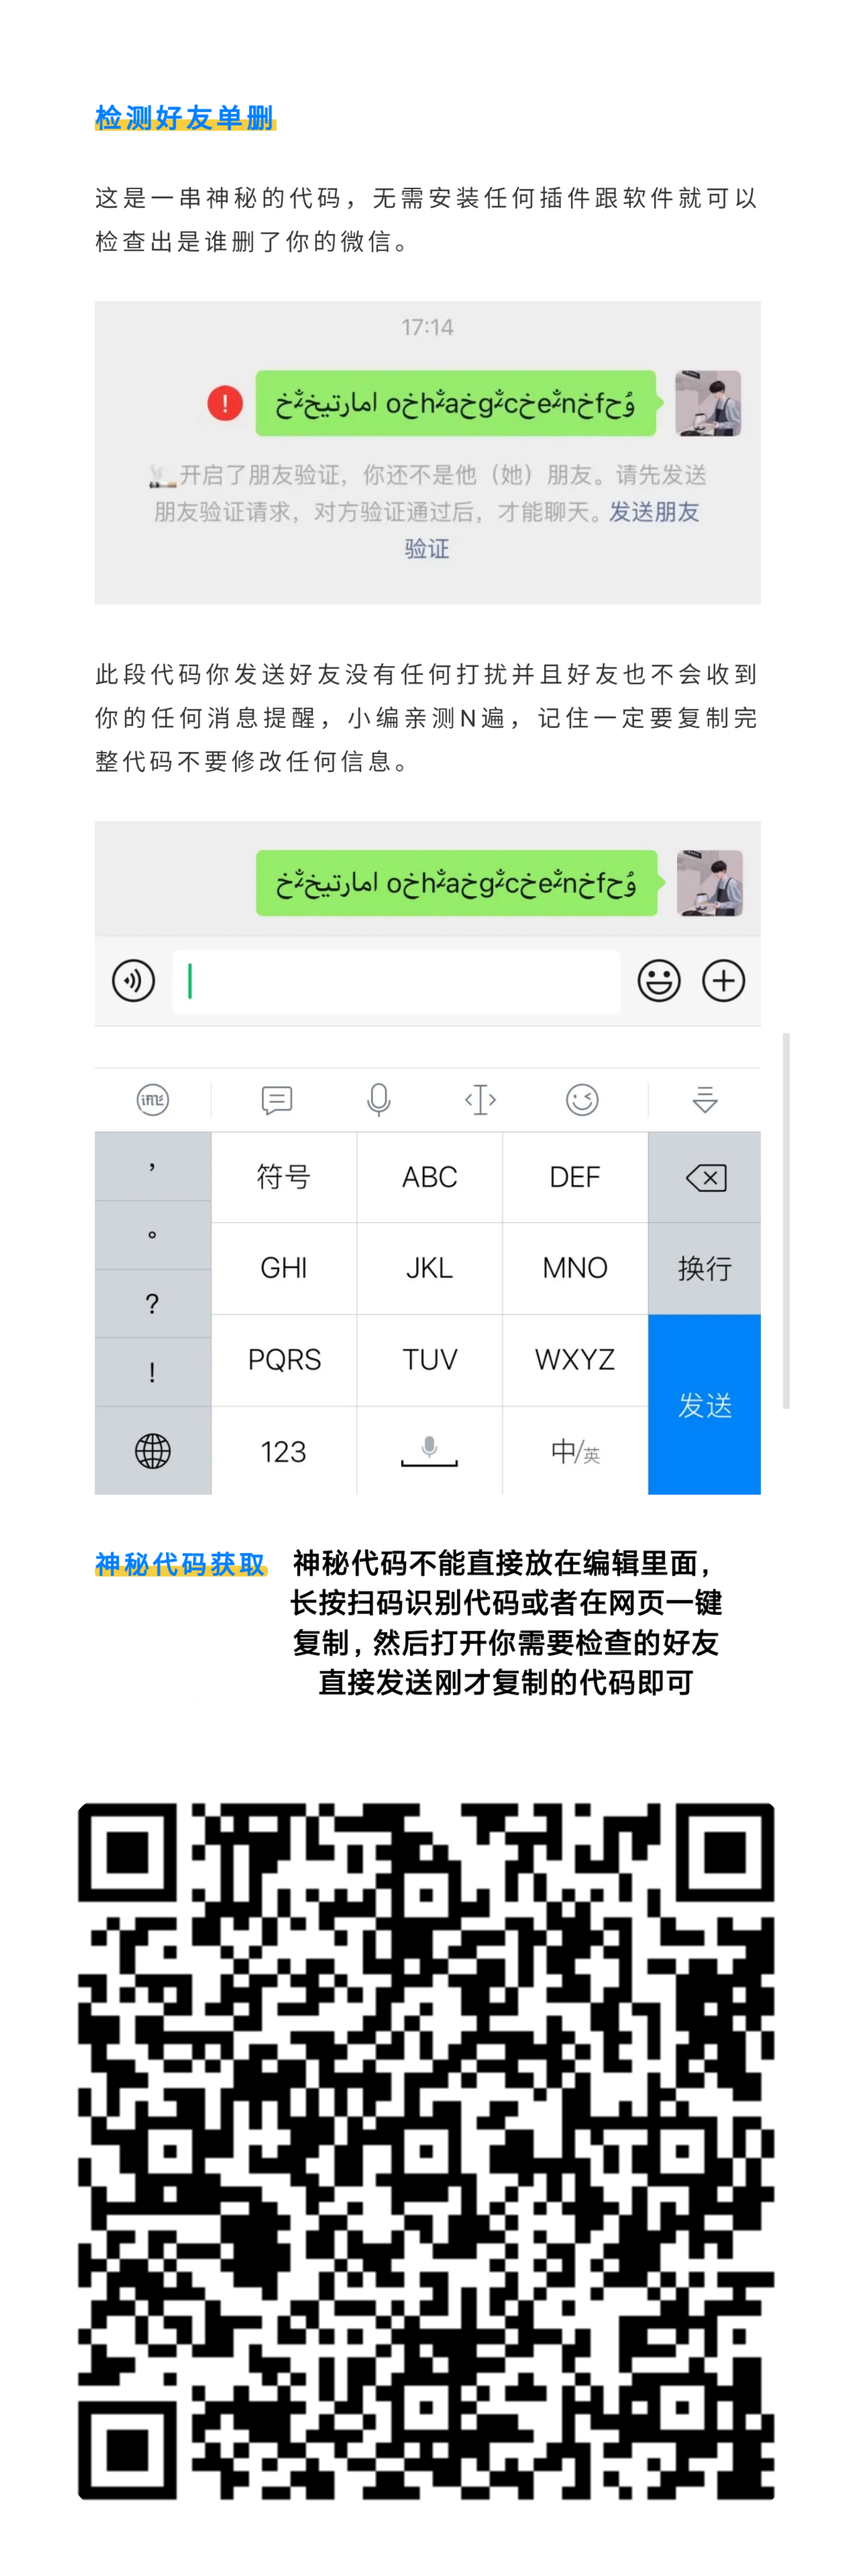 检测好友单删
这是一串神秘的代码，无需安装任何插件跟软件就可以
检查出是谁删了你的微信。
17:14
开启了朋友验证，你还不是他（她）朋友。请先发送
朋友验证请求，对方验证通过后，才能聊天。发送朋友
验证
此段代码你发送好友没有任何打扰并且好友也不会收到
你的任何消息提醒，小编亲测N遍，记住一定要复制完
整代码不要修改任何信息。
iFLY
，
符号 ABC DEF
。
GHI JKL MNO 换行
?
PQRS TUV WXYZ
!
发送
123 中/英
神秘代码获取
神秘代码不能直接放在编辑里面，
长按扫码识别代码或者在网页一键
复制，然后打开你需要检查的好友
直接发送刚才复制的代码即可